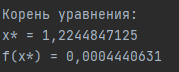 Корень уравнения:
x* = 1,2244847125
f(x*) = 0,0004440631